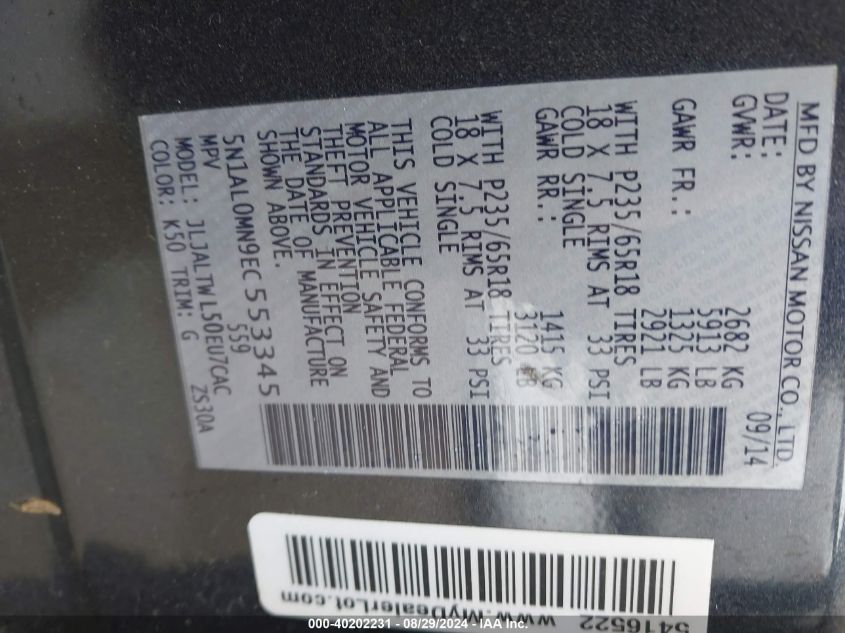 MFD BY NISSAN MOTOR CO., LTD
DATE: 09/14
GVWR: 2682 KG
5913 LB
GAWR FR.: 1325 KG
2921 LB
WITH P235/65R18 TIRES
18 X 7.5 RIMS AT 33 PSI
COLD SINGLE
GAWR RR.: 1415 KG
3120 LB
WITH P235/65R18 TIRES
18 X 7.5 RIMS AT 33 PSI
COLD SINGLE
THIS VEHICLE CONFORMS TO
ALL APPLICABLE FEDERAL
MOTOR VEHICLE SAFETY AND
THEFT PREVENTION
STANDARDS IN EFFECT ON
THE DATE OF MANUFACTURE
SHOWN ABOVE.
5N1AL0MN9EC553345
MPV 559
MODEL: JLJALTWL50EU7CAC
COLOR: K50 TRIM: G ZS30A
5416522
www.MyDealerLot.com
000-40202231 - 08/29/2024 - IAA Inc.